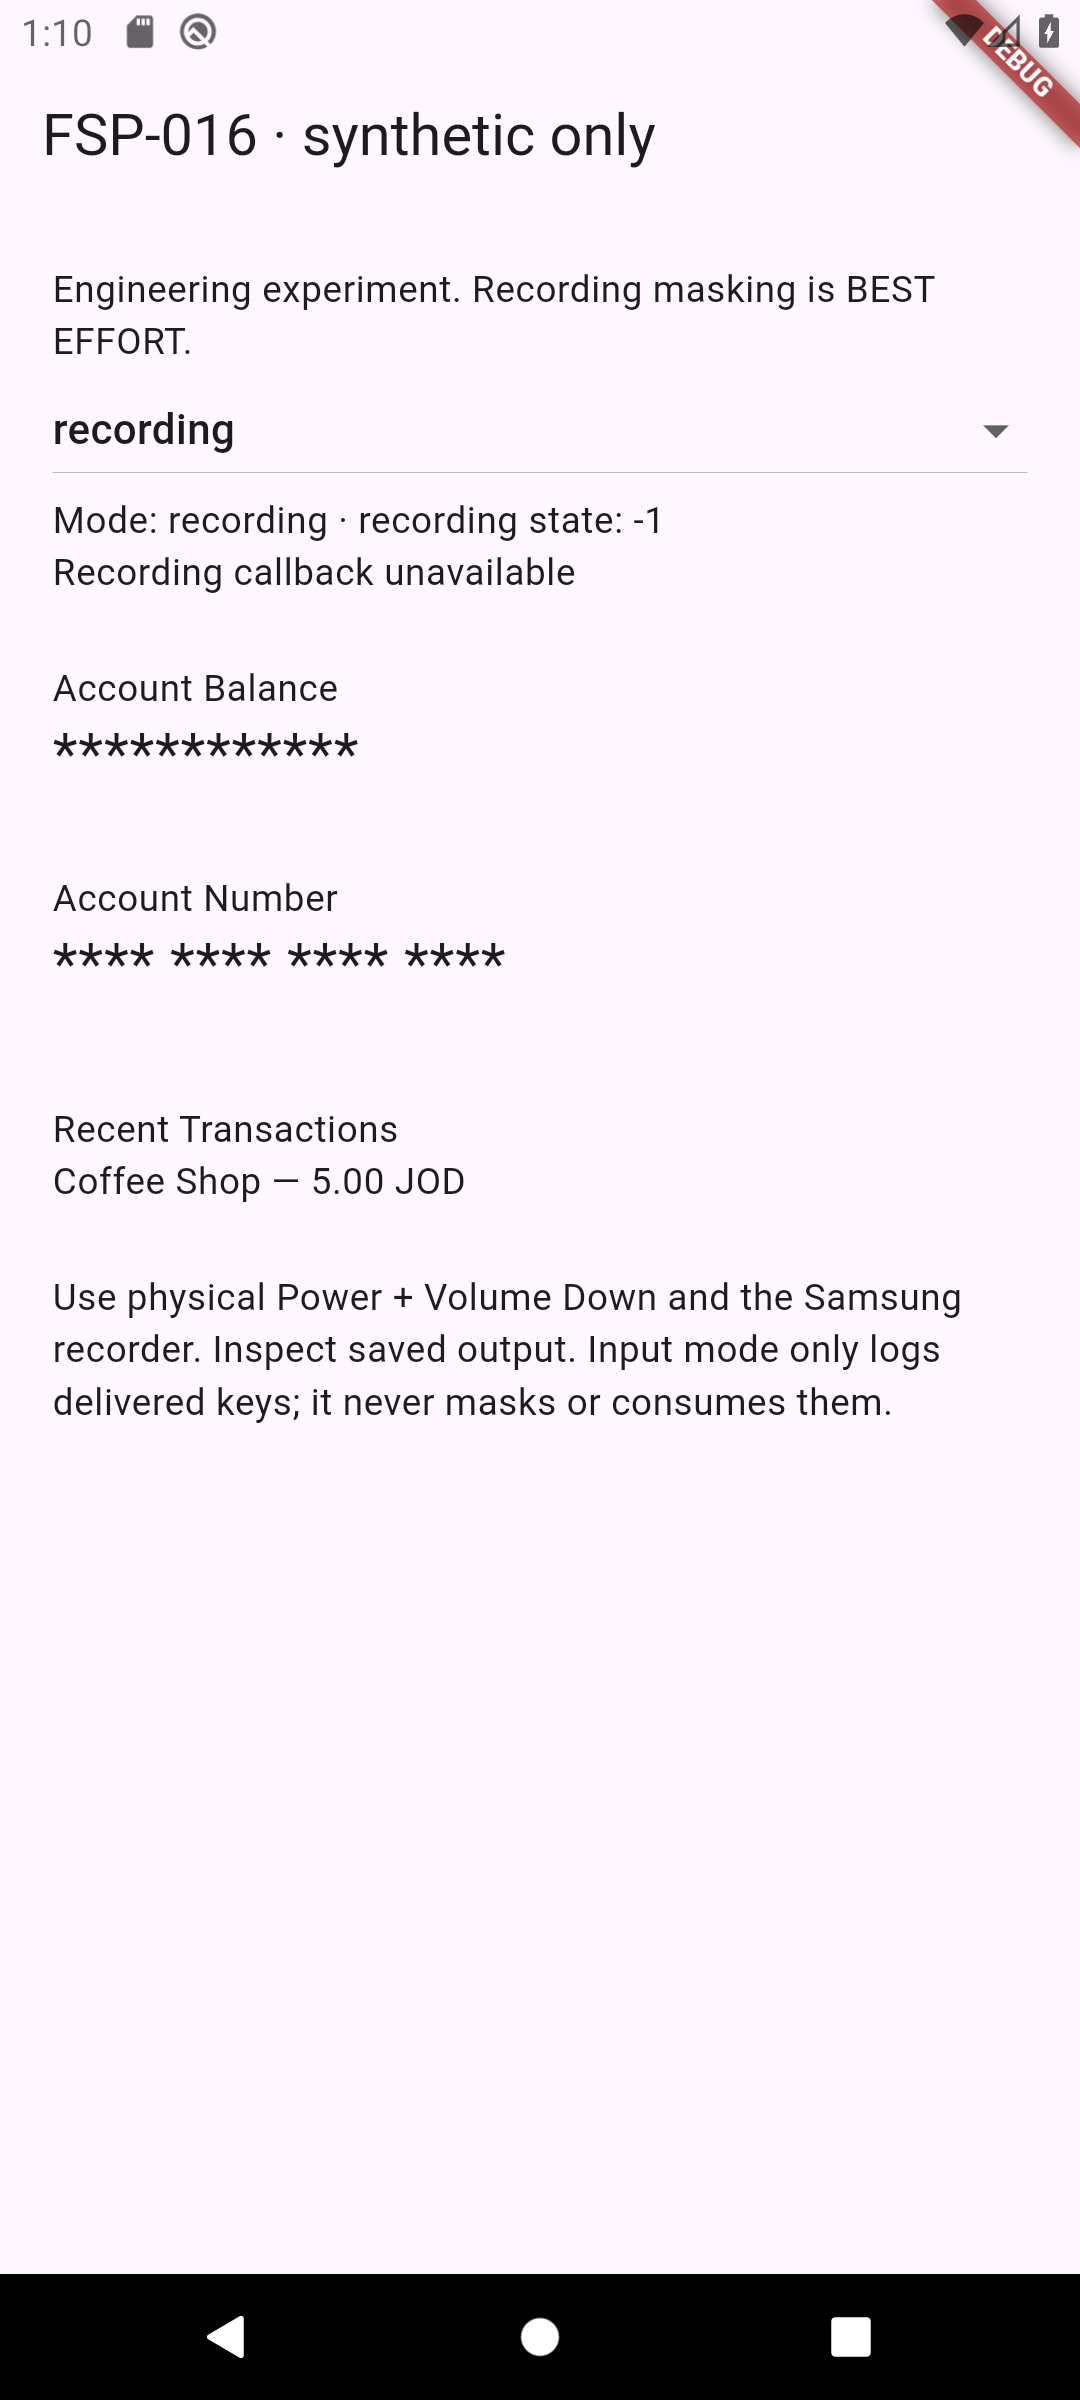 1:10
DEBUG
FSP-016 · synthetic only
Engineering experiment. Recording masking is BEST
EFFORT.
recording
Mode: recording · recording state: -1
Recording callback unavailable
Account Balance
************
Account Number
**** **** **** ****
Recent Transactions
Coffee Shop — 5.00 JOD
Use physical Power + Volume Down and the Samsung
recorder. Inspect saved output. Input mode only logs
delivered keys; it never masks or consumes them.